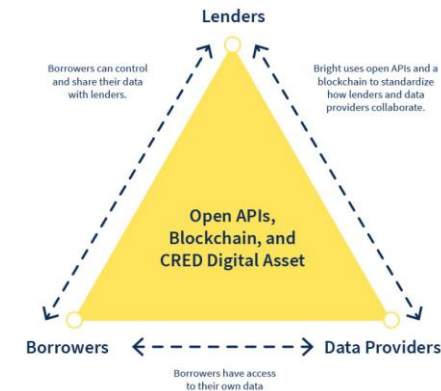 Lenders
Borrowers can control
and share their data
with lenders.
Bright uses open APIs and a
blockchain to standardize
how lenders and data
providers collaborate.
Open APIs,
Blockchain, and
CRED Digital Asset
Borrowers
Data Providers
Borrowers have access
to their own data